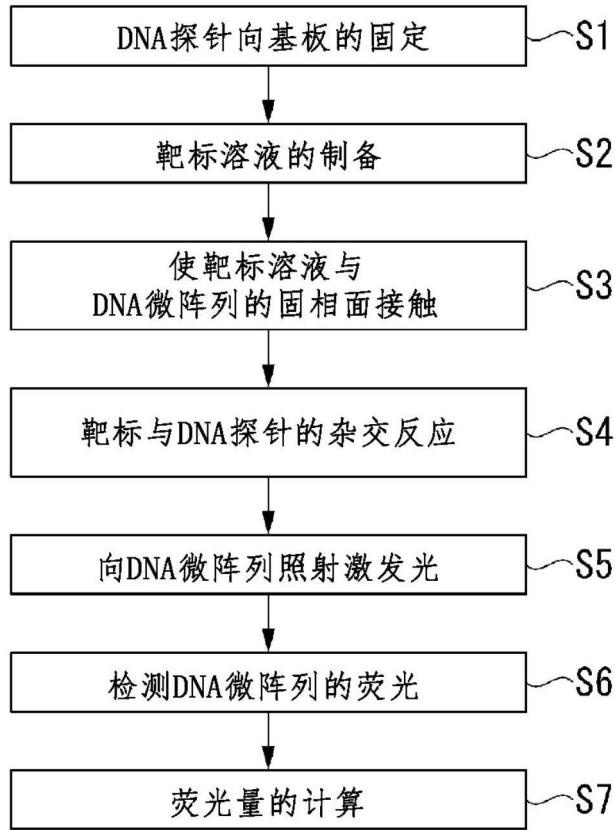 DNA探针向基板的固定 S1
靶标溶液的制备 S2
使靶标溶液与
DNA微阵列的固相面接触 S3
靶标与DNA探针的杂交反应 S4
向DNA微阵列照射激发光 S5
检测DNA微阵列的荧光 S6
荧光量的计算 S7